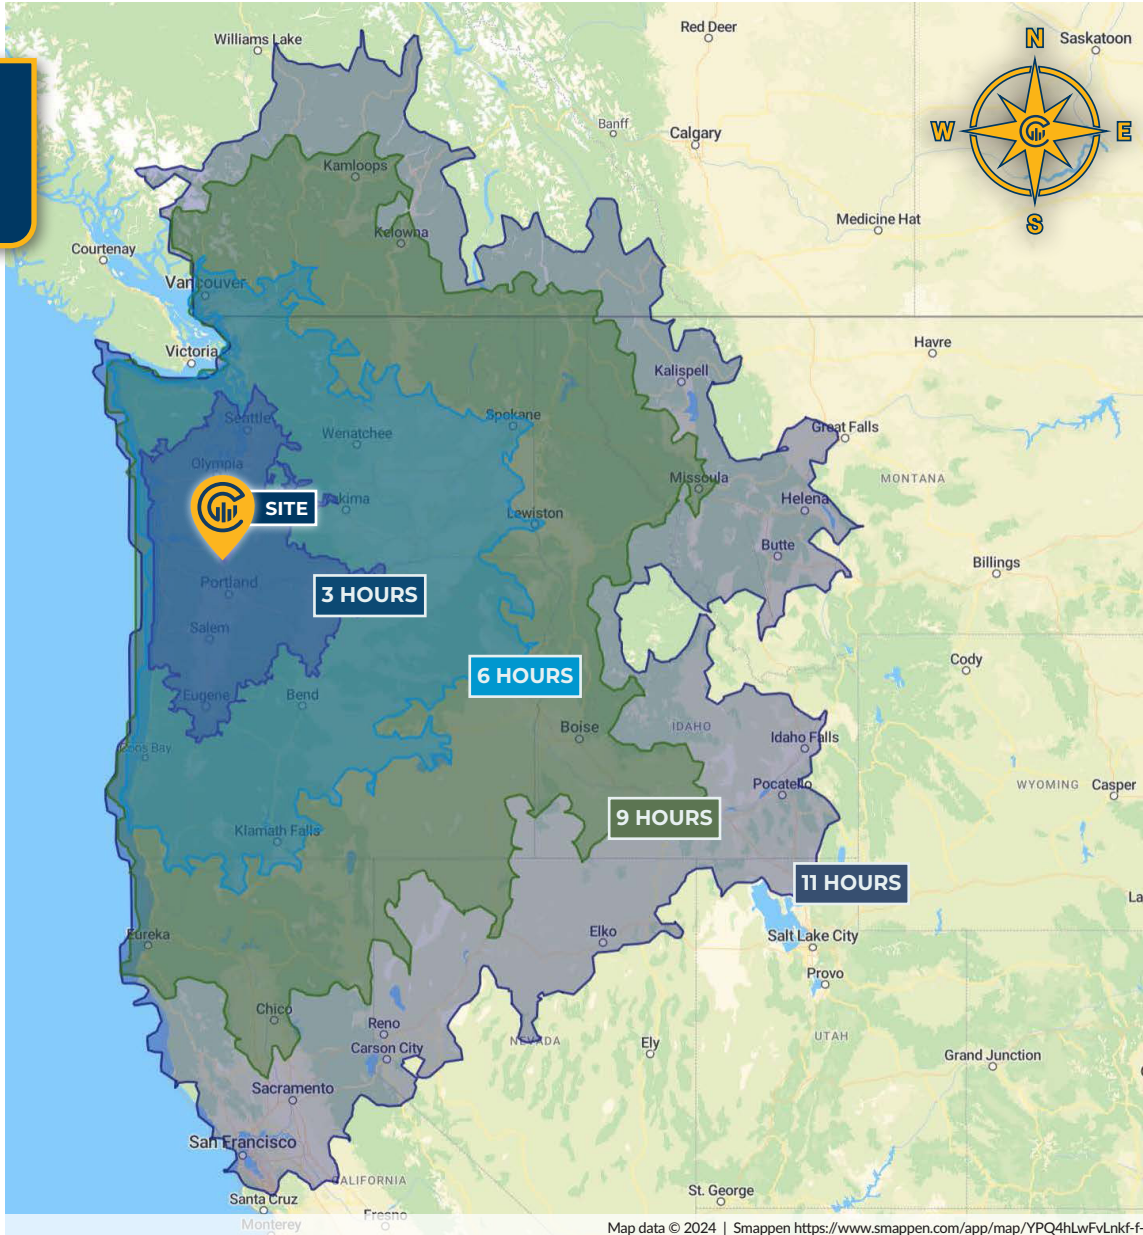 Williams Lake
Red Deer
N
Saskatoon
Banff
Calgary
W
E
Kamloops
S
Medicine Hat
Kelowna
Courtenay
Vancouver
Victoria
Havre
Kalispell
Spokane
Seattle
Great Falls
Wenatchee
Olympia
Missoula
MONTANA
Helena
SITE
Lewiston
Butte
Billings
Portland
3 HOURS
Salem
Cody
6 HOURS
Eugene
Bend
Boise
IDAHO
Idaho Falls
Coos Bay
Pocatello
WYOMING
Casper
9 HOURS
Klamath Falls
11 HOURS
La
Eureka
Elko
Salt Lake City
Provo
Chico
Reno
NEVADA
Ely
UTAH
Carson City
Grand Junction
Sacramento
San Francisco
CALIFORNIA
St. George
Santa Cruz
Fresno
Monterey
Map data © 2024 | Smappen https://www.smappen.com/app/map/YPQ4hLwFvLnkf-f-